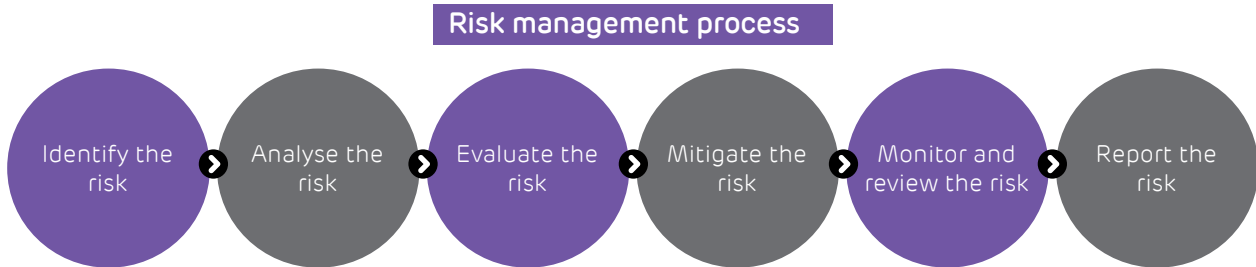 Risk management process
Identify the
risk
Analyse the
risk
Evaluate the
risk
Mitigate the
risk
Monitor and
review the risk
Report the
risk